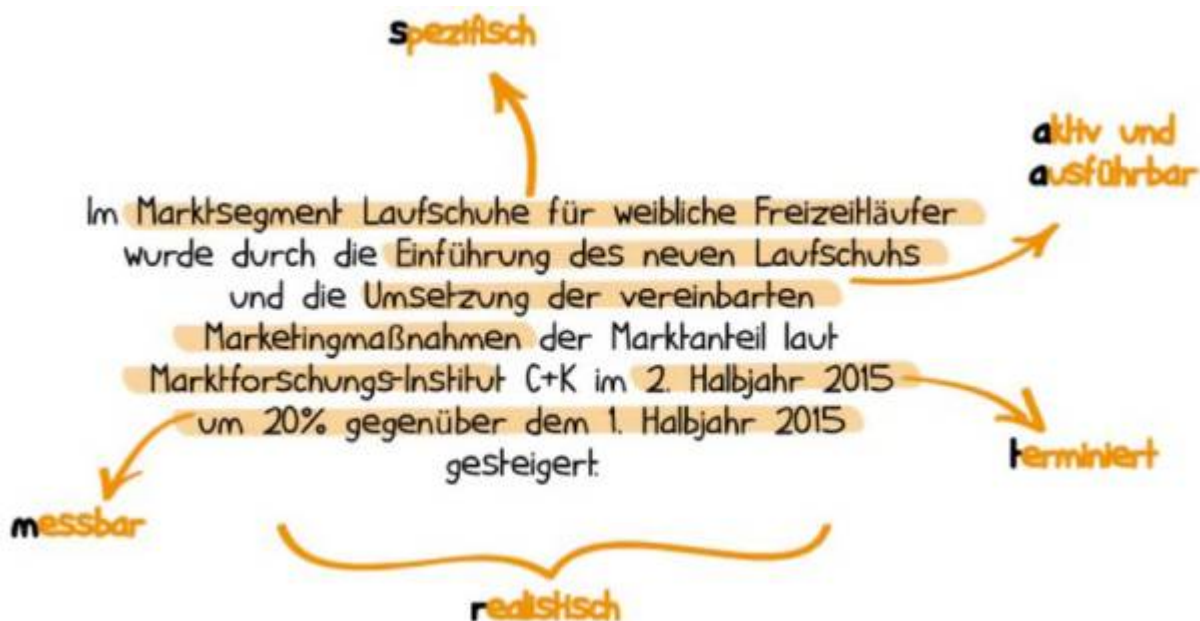 spezifisch
aktiv und
ausführbar
Im Marktsegment Laufschuhe für weibliche Freizeitläufer
wurde durch die Einführung des neuen Laufschuhs
und die Umsetzung der vereinbarten
Marketingmaßnahmen der Marktanteil laut
Marktforschungs-Institut C+K im 2. Halbjahr 2015
um 20% gegenüber dem 1. Halbjahr 2015
gesteigert.
terminiert
messbar
realistisch